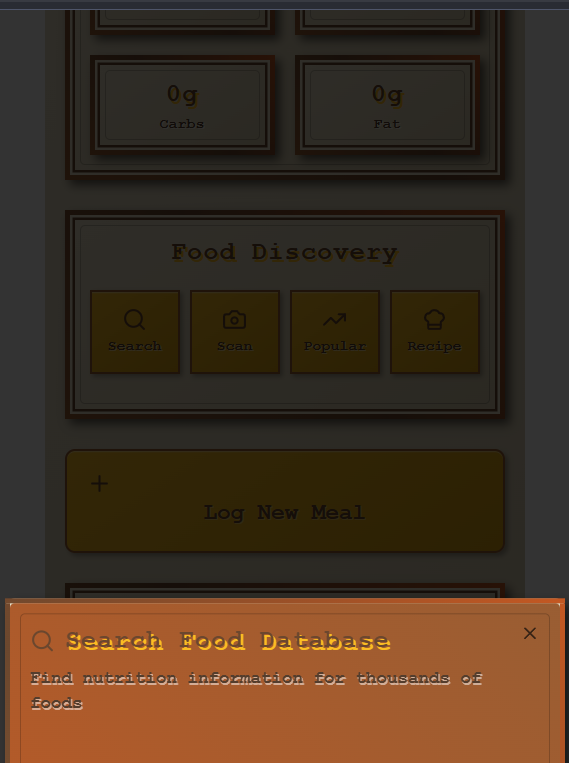 0g
0g
Carbs
Fat
Food Discovery
Search
Scan
Popular
Recipe
Log New Meal
Search Food Database
Find nutrition information for thousands of
foods